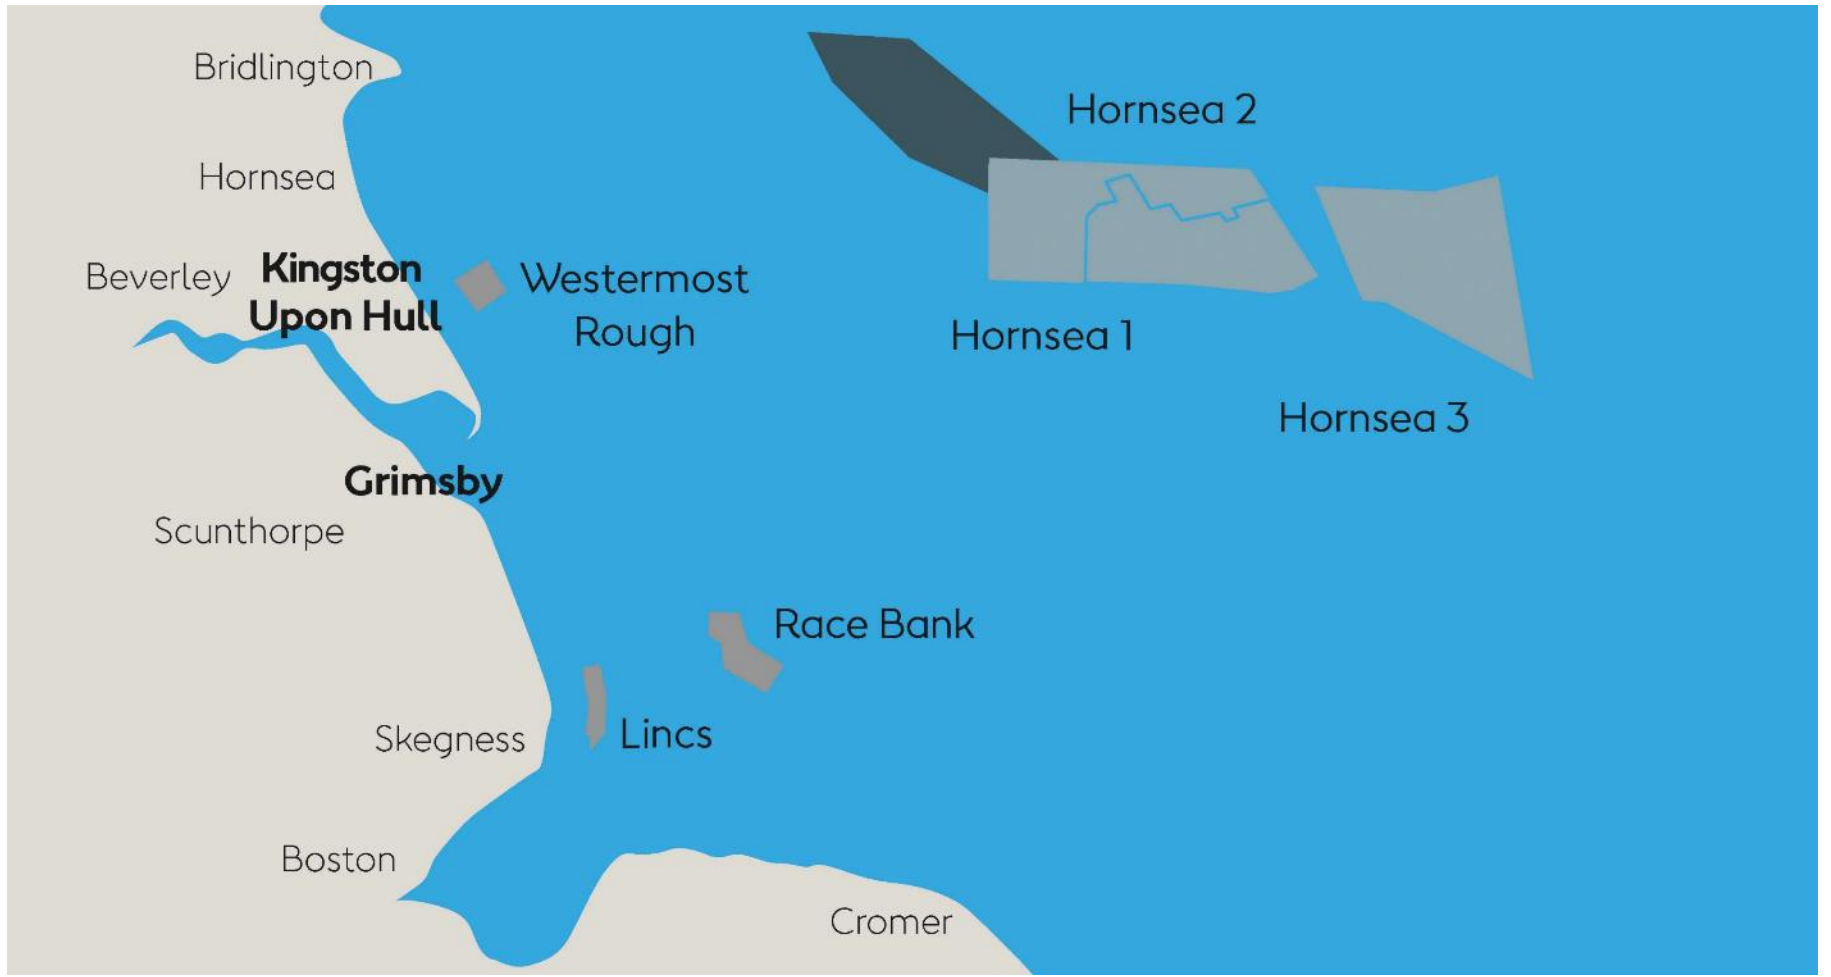 Bridlington
Hornsea 2
Hornsea
Beverley
Kingston
Upon Hull
Westermost
Rough
Hornsea 1
Hornsea 3
Grimsby
Scunthorpe
Race Bank
Skegness
Lincs
Boston
Cromer